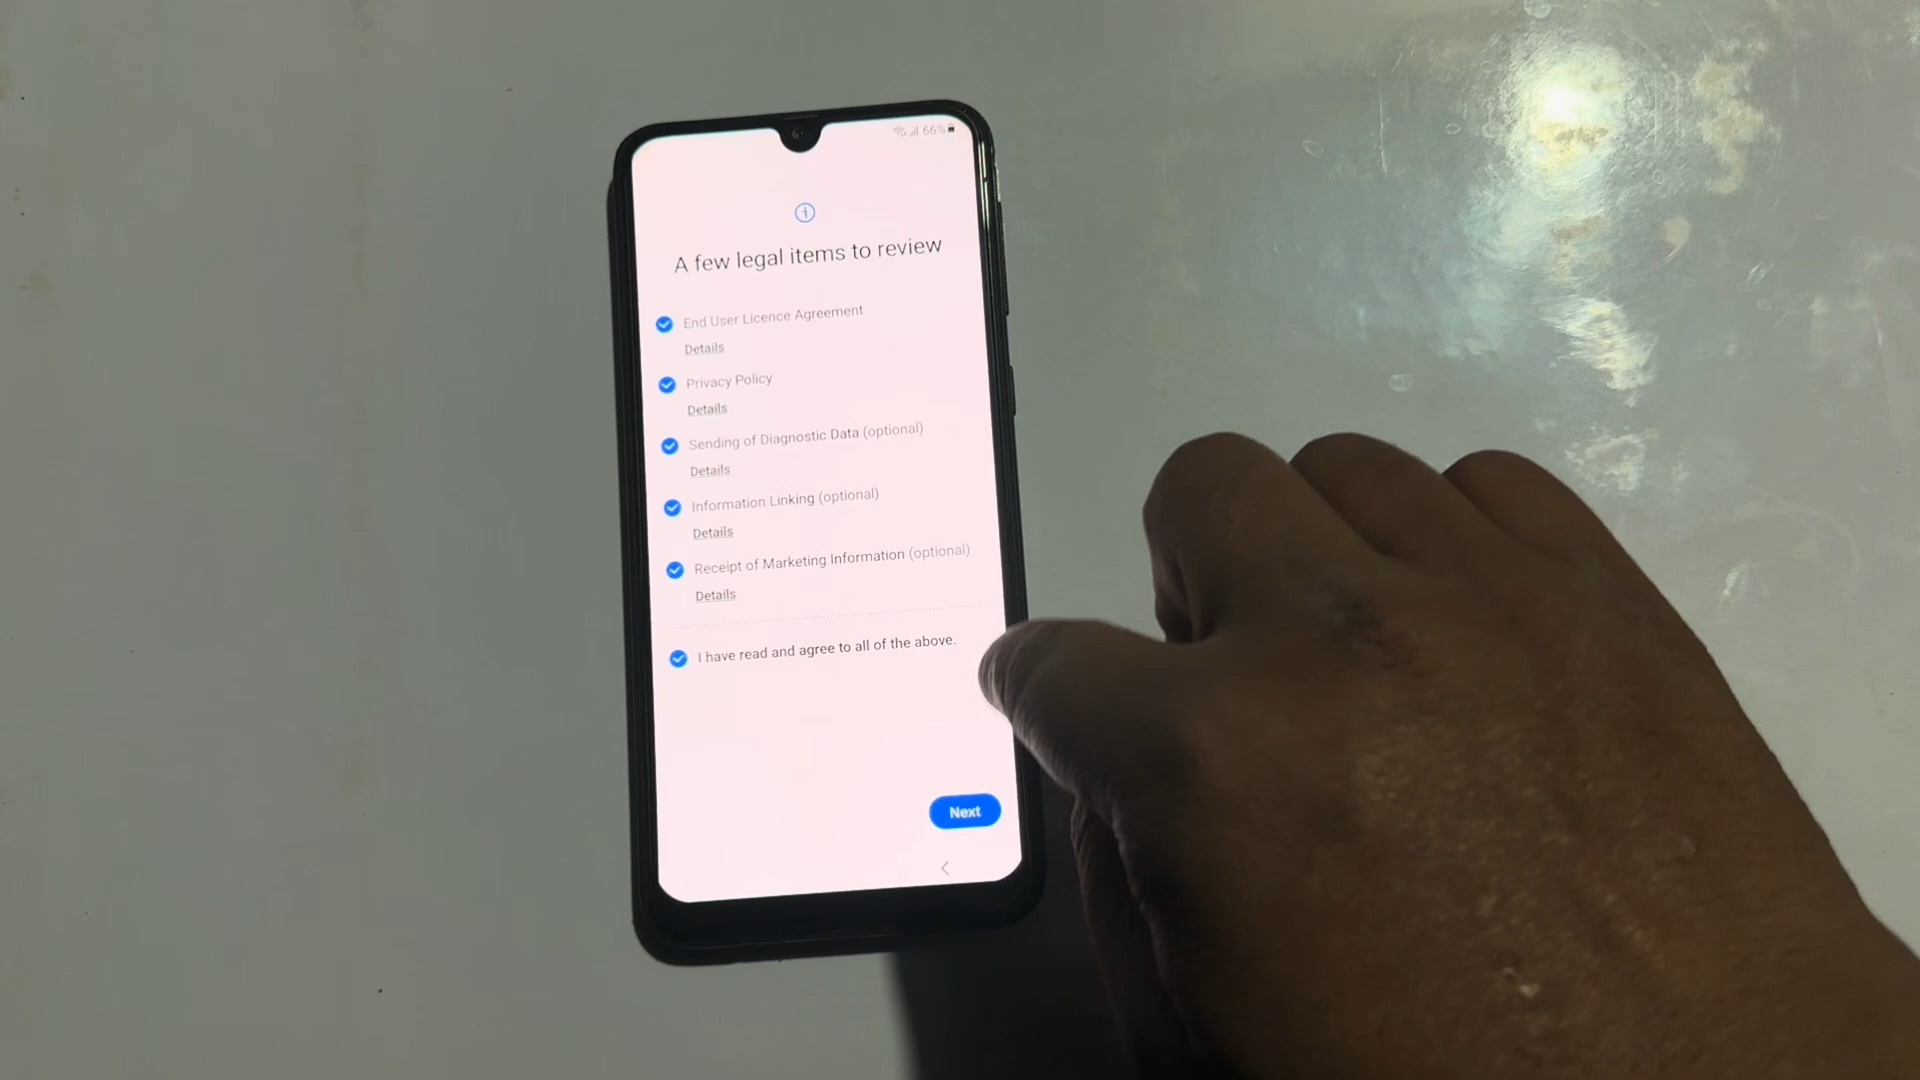 66%
A few legal items to review
End User Licence Agreement
Details
Privacy Policy
Details
Sending of Diagnostic Data (optional)
Details
Information Linking (optional)
Details
Receipt of Marketing Information (optional)
Details
I have read and agree to all of the above.
Next